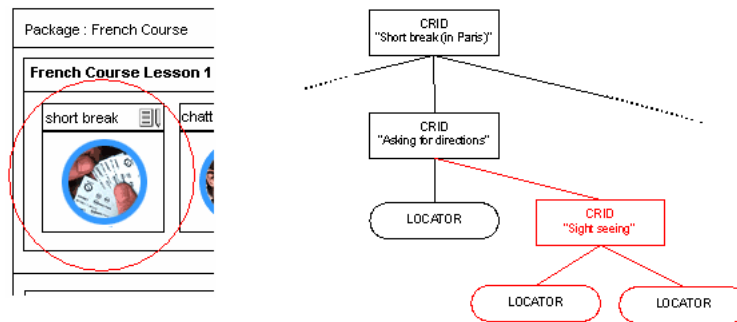 Package : French Course
French Course Lesson 1
short break
chatt
CRID
"Short break (in Paris)"
CRID
"Asking for directions"
LOCATOR
CRID
"Sight seeing"
LOCATOR
LOCATOR